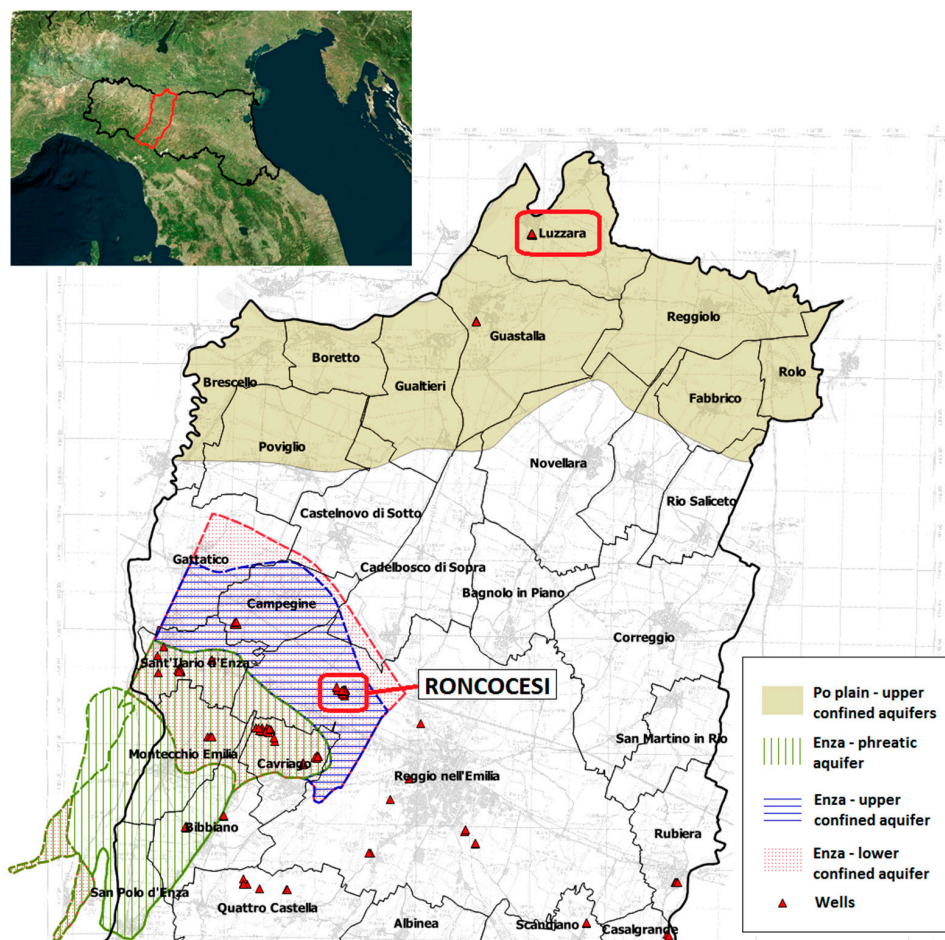 Luzzara
Reggiolo
Guastalla
Boretto
Rolo
Brescello
Gualtieri
Fabbrico
Poviglio
Novellara
Rio Saliceto
Castelnovo di Sotto
Gattatico
Cadelbosco di Sopra
Bagnolo in Piano
Campegine
Correggio
Sant'Ilario d'Enza
RONCOCESI
San Martino in Rio
Montecchio Emilia
Cavriago
Reggio nell'Emilia
Bibbiano
Rubiera
San Polo d'Enza
Quattro Castella
Albinea
Scandiano
Casalgrande
Po plain - upper
confined aquifers
Enza - phreatic
aquifer
Enza - upper
confined aquifer
Enza - lower
confined aquifer
Wells